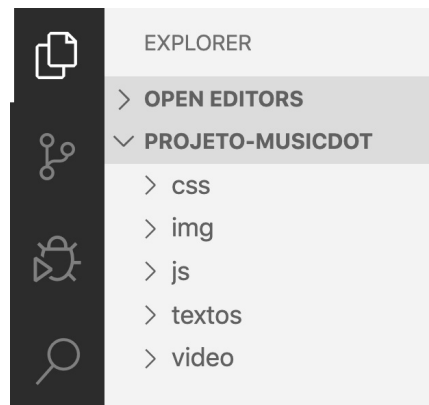 EXPLORER
OPEN EDITORS
PROJETO-MUSICDOT
css
img
js
textos
video